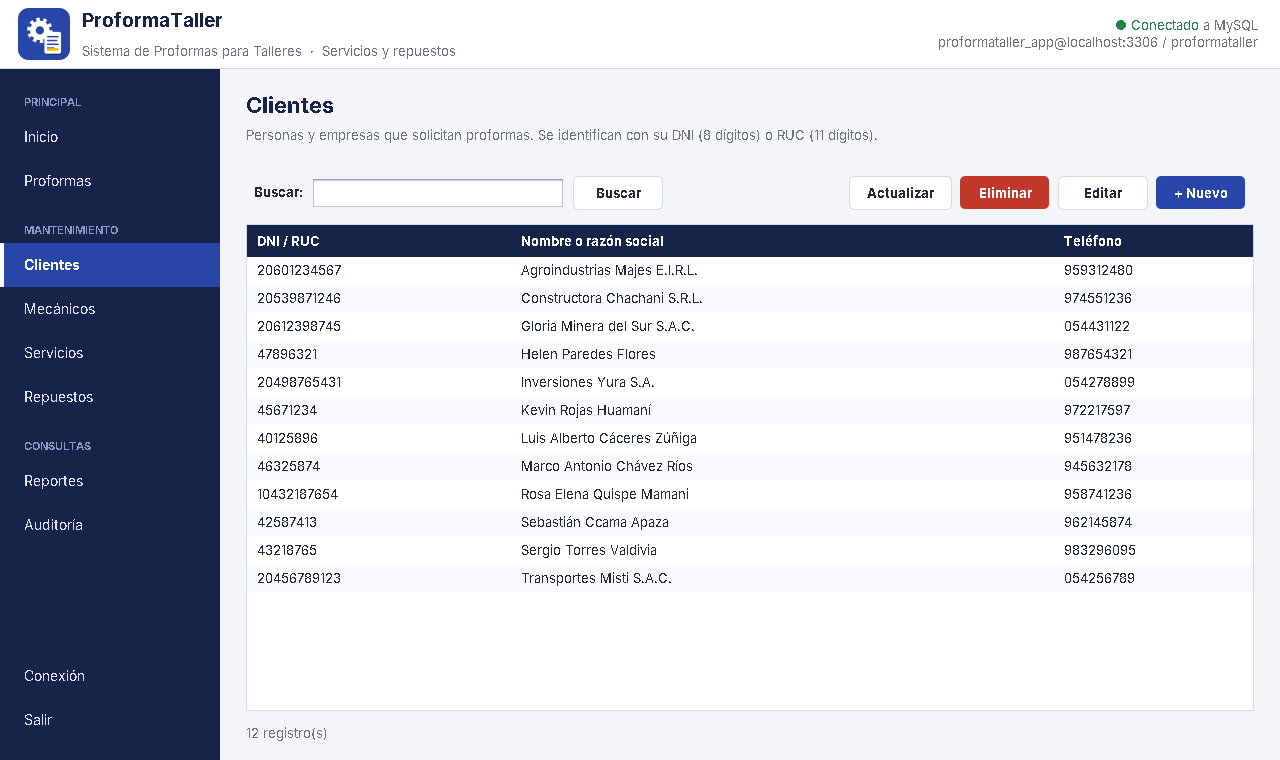 ProformaTaller
Sistema de Proformas para Talleres · Servicios y repuestos
● Conectado a MySQL
proformataller_app@localhost:3306 / proformataller
PRINCIPAL
Inicio
Proformas
MANTENIMIENTO
Clientes
Mecánicos
Servicios
Repuestos
CONSULTAS
Reportes
Auditoría
Conexión
Salir
Clientes
Personas y empresas que solicitan proformas. Se identifican con su DNI (8 dígitos) o RUC (11 dígitos).
Buscar: Buscar Actualizar Eliminar Editar + Nuevo
DNI / RUC Nombre o razón social Teléfono
20601234567 Agroindustrias Majes E.I.R.L. 959312480
20539871246 Constructora Chachani S.R.L. 974551236
20612398745 Gloria Minera del Sur S.A.C. 054431122
47896321 Helen Paredes Flores 987654321
20498765431 Inversiones Yura S.A. 054278899
45671234 Kevin Rojas Huamaní 972217597
40125896 Luis Alberto Cáceres Zúñiga 951478236
46325874 Marco Antonio Chávez Ríos 945632178
10432187654 Rosa Elena Quispe Mamani 958741236
42587413 Sebastián Ccama Apaza 962145874
43218765 Sergio Torres Valdivia 983296095
20456789123 Transportes Misti S.A.C. 054256789
12 registro(s)